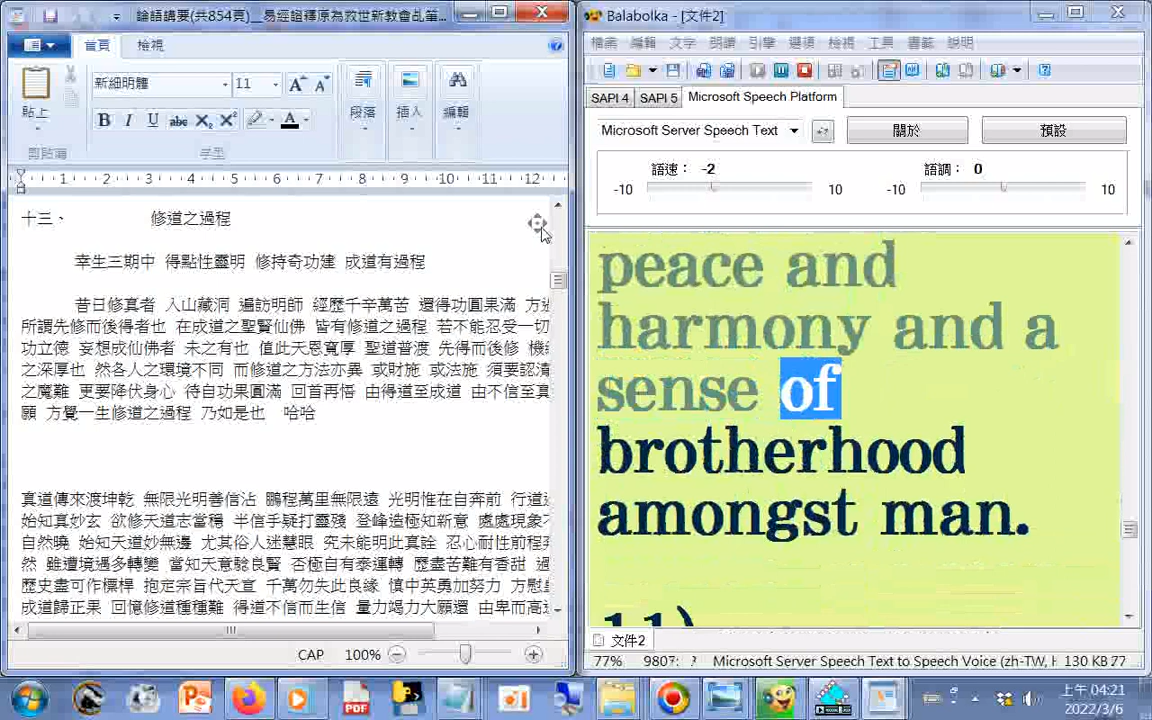 論語講要(共854頁)__易經證釋原為救世新教會乩筆...
首頁
檢視
貼上
剪貼簿
新細明體
11
字型
段落
插入
編輯
1 2 3 4 5 6 7 8 9 10 11 12
十三、 修道之過程
幸生三期中 得點性靈明 修持奇功建 成道有過程
昔日修真者 入山藏洞 遍訪明師 經歷千辛萬苦 還得功圓果滿 方
所謂先修而後得者也 在成道之聖賢仙佛 皆有修道之過程 若不能忍受一切
功立德 妄想成仙佛者 未之有也 值此天恩寬厚 聖道普渡 先得而後修 機
之深厚也 然各人之環境不同 而修道之方法亦異 或財施 或法施 須要認清
之魔難 更要降伏身心 待自功果圓滿 回首再悟 由得道至成道 由不信至真
願 方覺一生修道之過程 乃如是也 哈哈
真道傳來渡坤乾 無限光明善信沾 鵬程萬里無限遠 光明惟在自奔前 行道
始知真妙玄 欲修天道志當穩 半信乎疑打靈殘 登峰造極知新意 處處現象
自然曉 始知天道妙無邊 尤其俗人迷慧眼 究未能明此真詮 忍心耐性前程
然 雖遭境遇多轉變 當知天意騐良賢 否極自有泰運轉 歷盡苦難有香甜
歷史盡可作標桿 抱定宗旨代天宣 千萬勿失此良緣 慎中英勇加努力 方慰
成道歸正果 回憶修道種種難 得道不信而生信 量力竭力大願還 由卑而高
CAP 100%
Balabolka - [文件2]
檔案 編輯 文字 朗讀 引擎 選項 檢視 工具 書籤 說明
SAPI 4 SAPI 5 Microsoft Speech Platform
Microsoft Server Speech Text
關於
預設
語速： -2
語調： 0
-10 10 -10 10
peace and
harmony and a
sense of
brotherhood
amongst man.
11)
文件2
77% 9807: ? Microsoft Server Speech Text to Speech Voice (zh-TW, H 130 KB 77
上午 04:21
2022/3/6